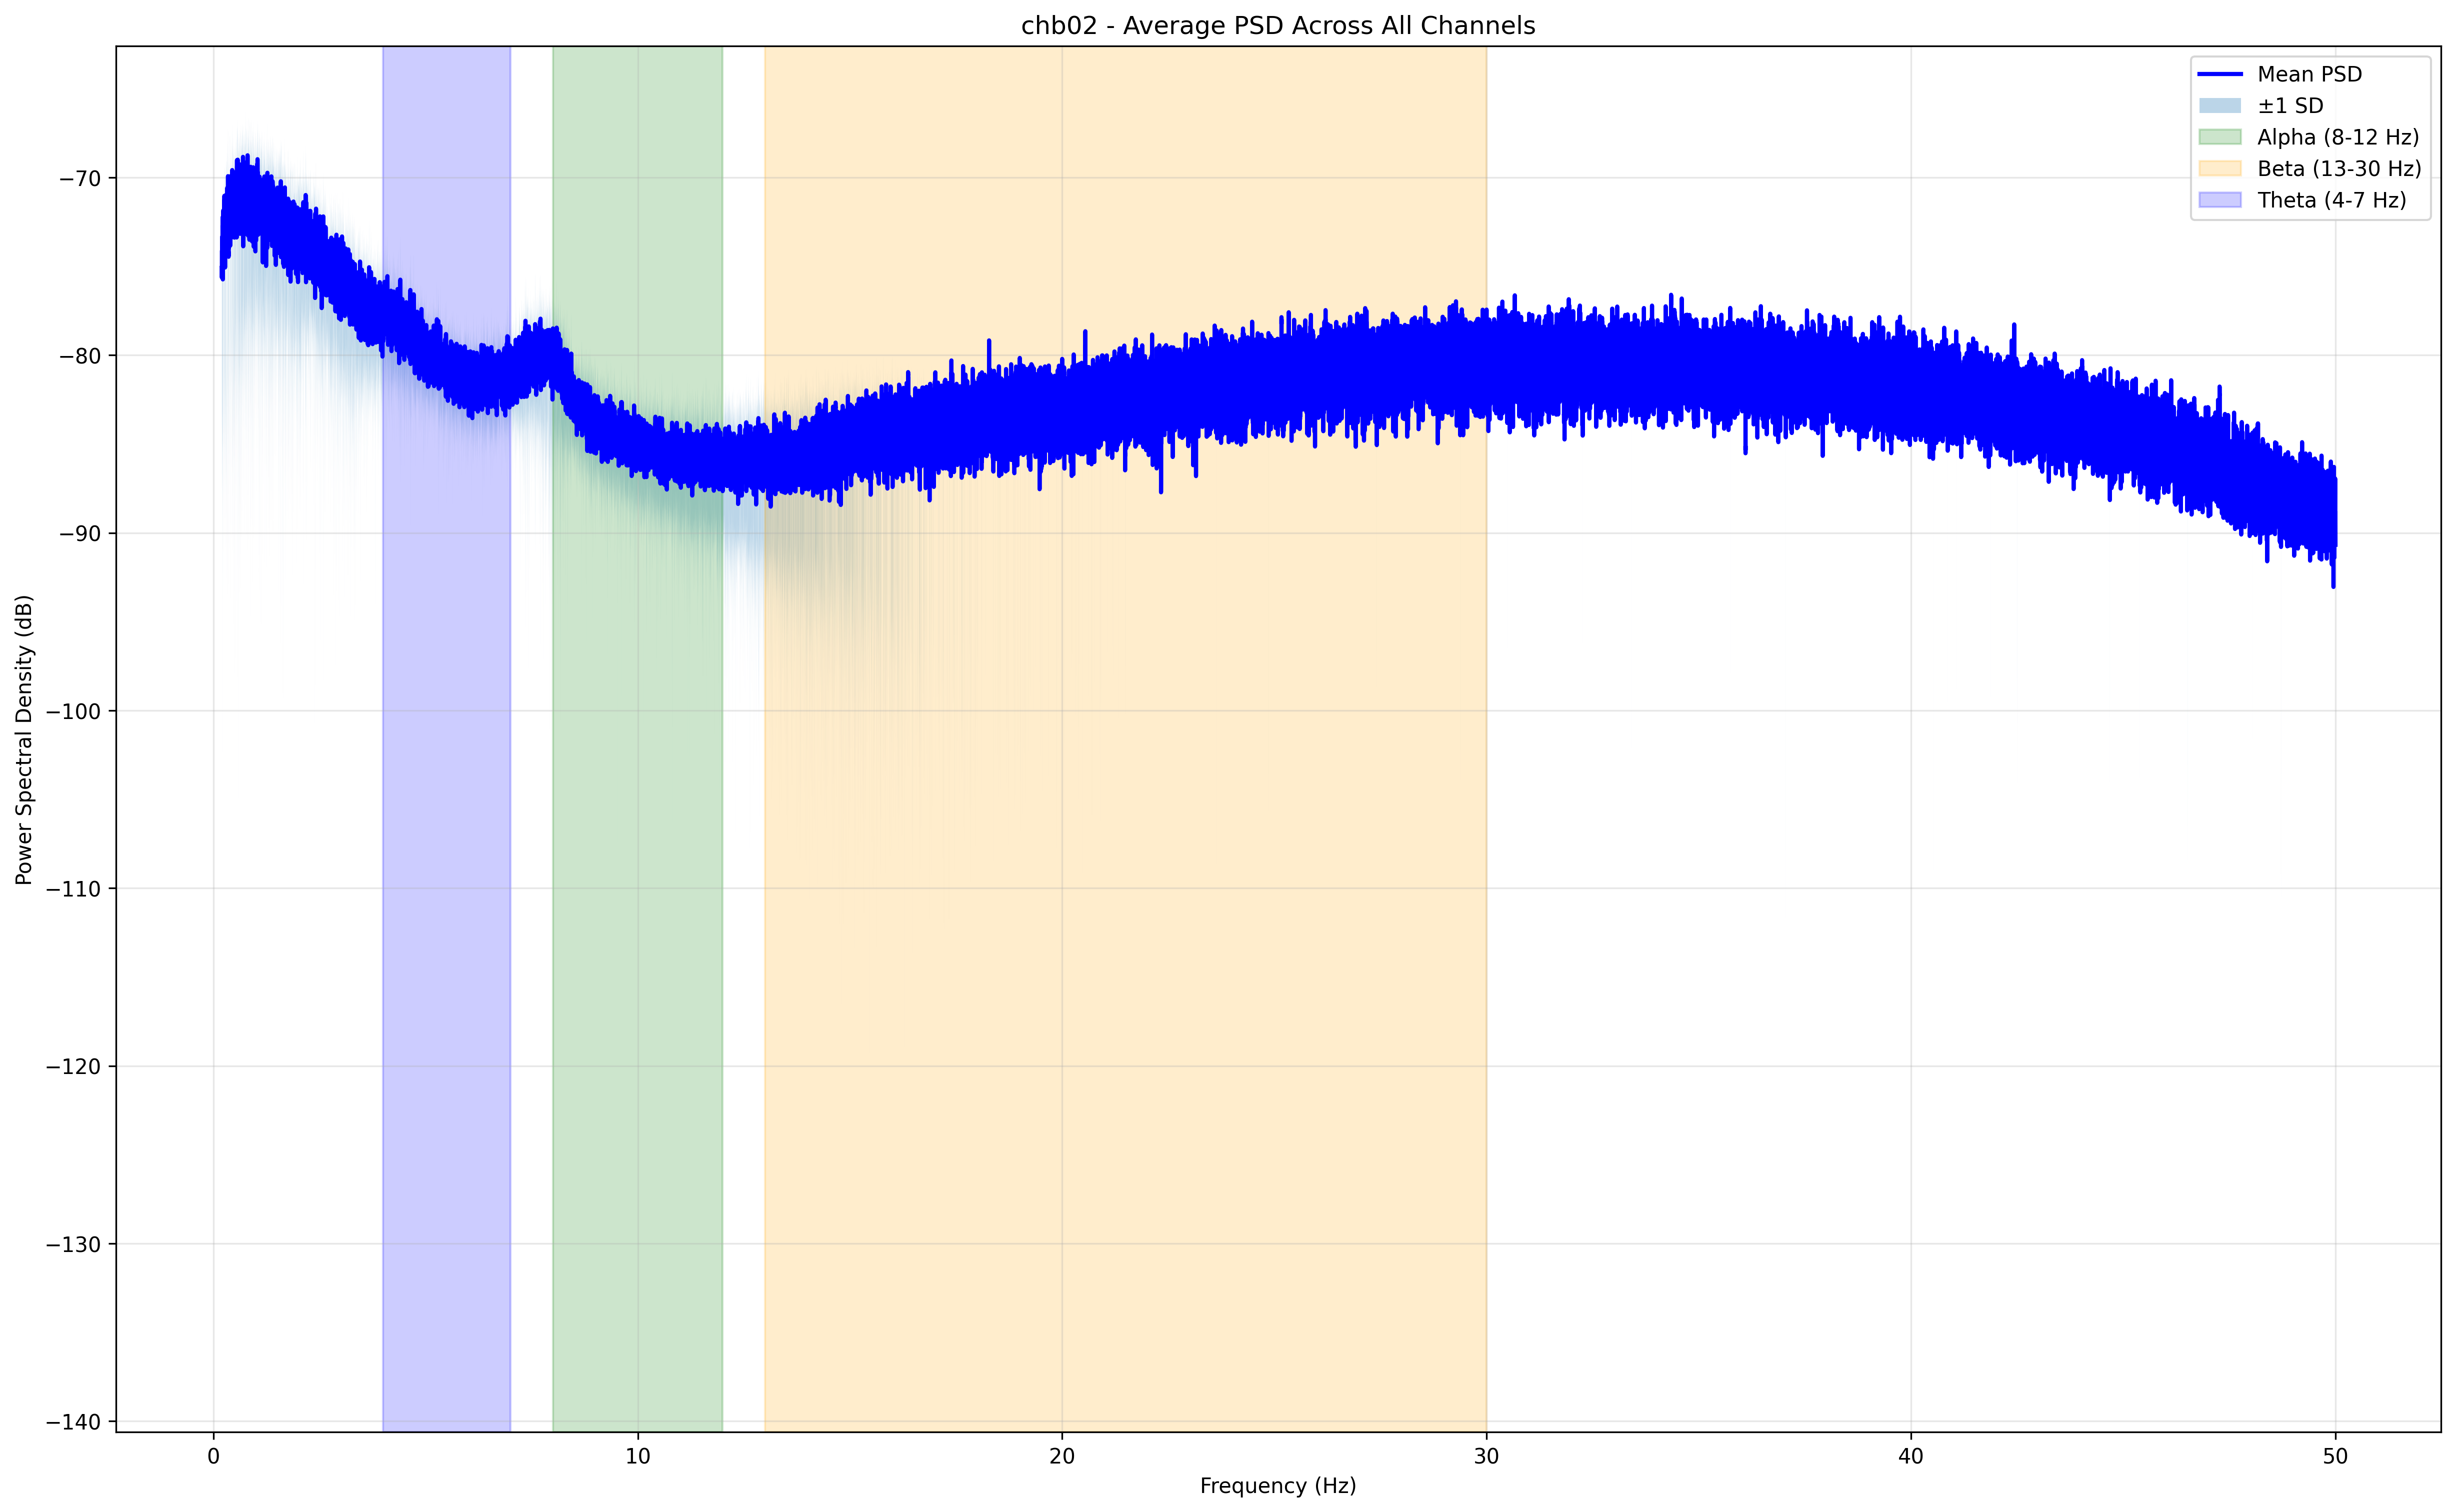 chb02 - Average PSD Across All Channels
Mean PSD
±1 SD
Alpha (8-12 Hz)
Beta (13-30 Hz)
Theta (4-7 Hz)
Power Spectral Density (dB)
−70
−80
−90
−100
−110
−120
−130
−140
0
10
20
30
40
50
Frequency (Hz)